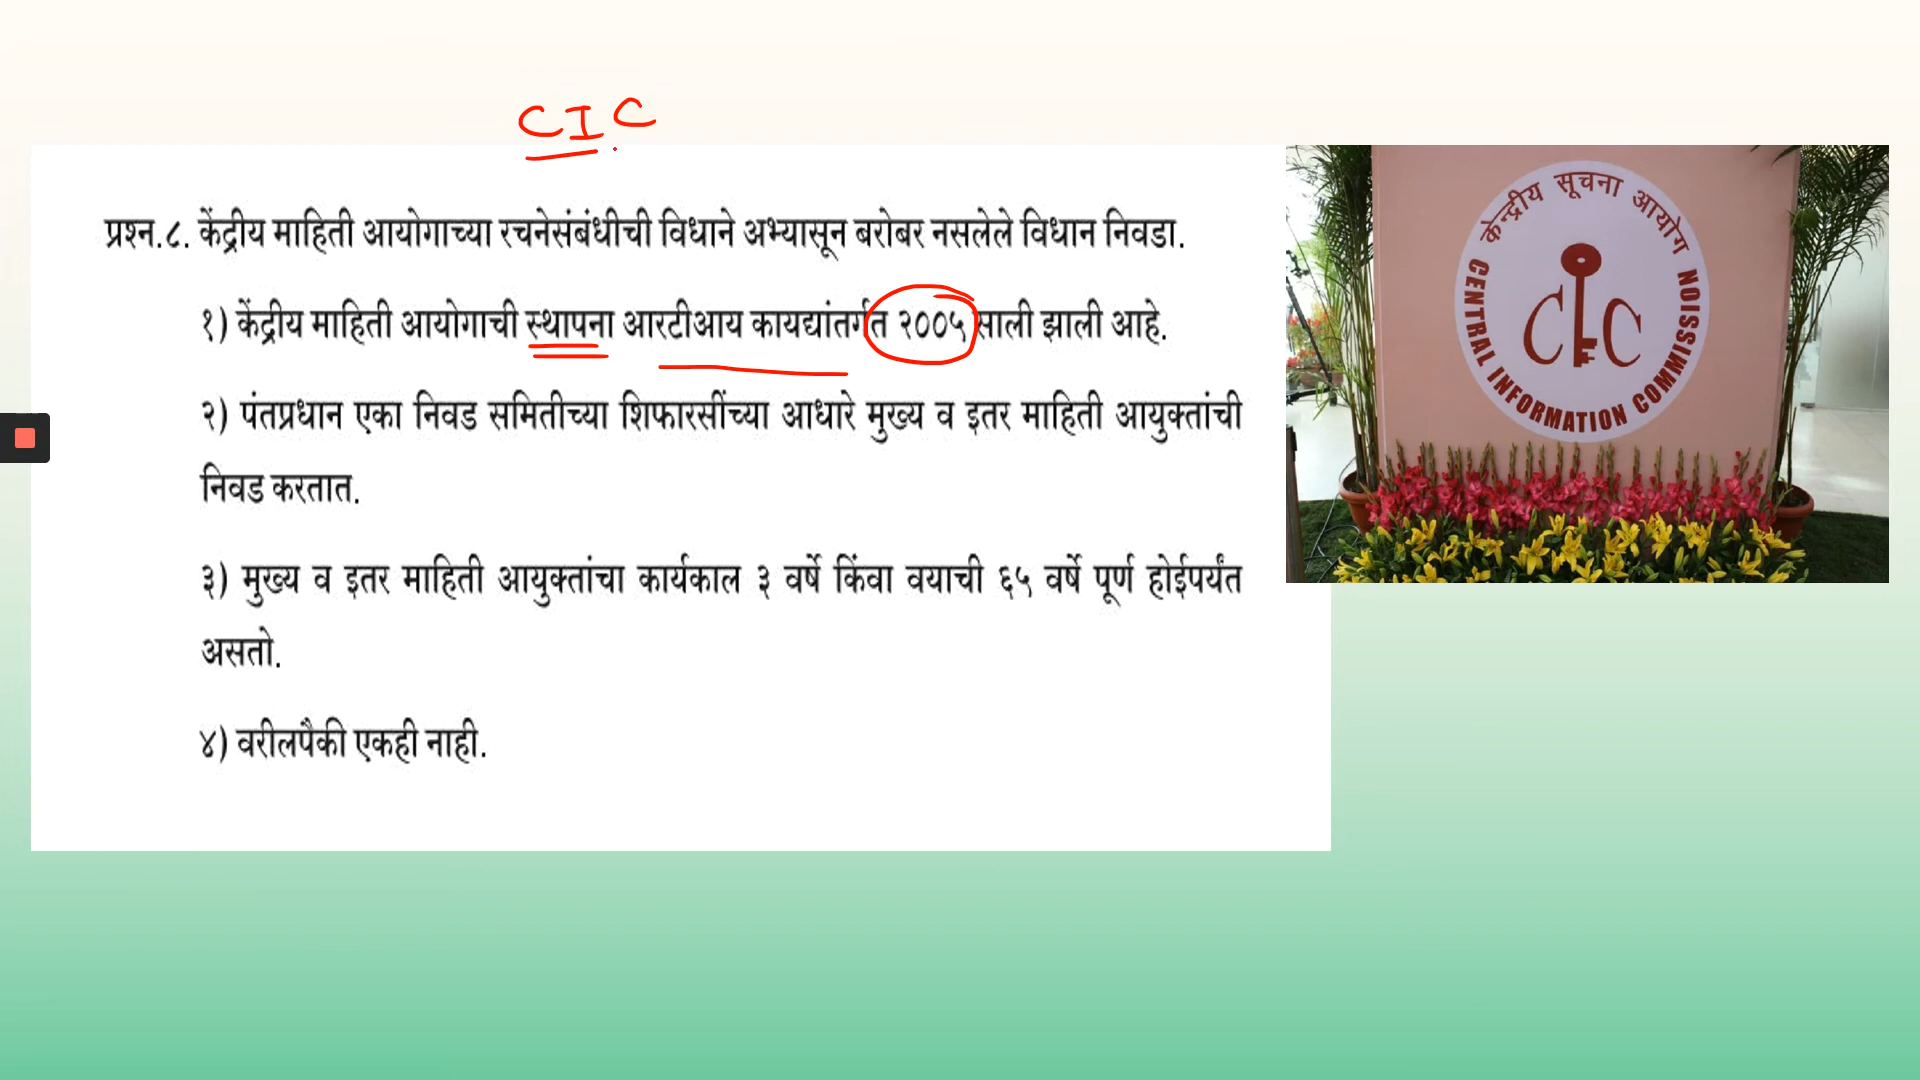 CIC
प्रश्न.८. केंद्रीय माहिती आयोगाच्या रचनेसंबंधीची विधाने अभ्यासून बरोबर नसलेले विधान निवडा.
१) केंद्रीय माहिती आयोगाची स्थापना आरटीआय कायद्यांतर्गत २००५ साली झाली आहे.
२) पंतप्रधान एका निवड समितीच्या शिफारसींच्या आधारे मुख्य व इतर माहिती आयुक्तांची
निवड करतात.
३) मुख्य व इतर माहिती आयुक्तांचा कार्यकाल ३ वर्षे किंवा वयाची ६५ वर्षे पूर्ण होईपर्यंत
असतो.
४) वरीलपैकी एकही नाही.
केन्द्रीय सूचना आयोग
CIC
CENTRAL INFORMATION COMMISSION